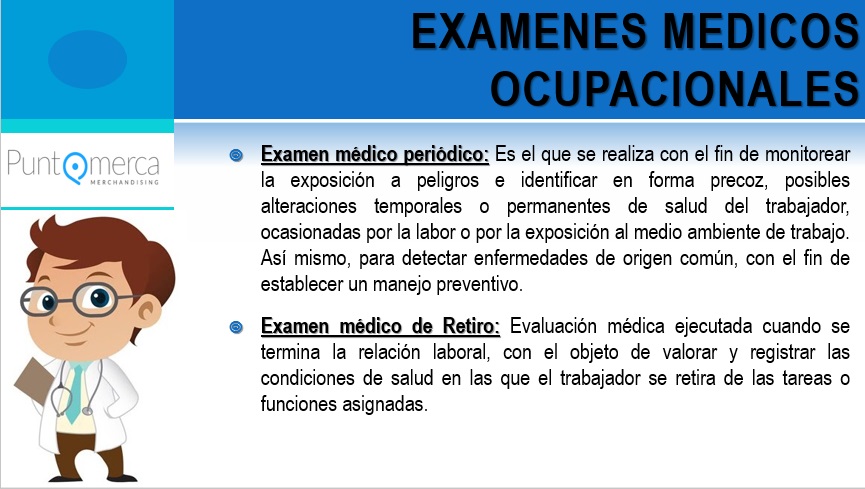 EXAMENES MEDICOS
OCUPACIONALES
Punt merca
MERCHANDISING
Examen médico periódico: Es el que se realiza con el fin de monitorear
la exposición a peligros e identificar en forma precoz, posibles
alteraciones temporales o permanentes de salud del trabajador,
ocasionadas por la labor o por la exposición al medio ambiente de trabajo.
Así mismo, para detectar enfermedades de origen común, con el fin de
establecer un manejo preventivo.
Examen médico de Retiro: Evaluación médica ejecutada cuando se
termina la relación laboral, con el objeto de valorar y registrar las
condiciones de salud en las que el trabajador se retira de las tareas o
funciones asignadas.